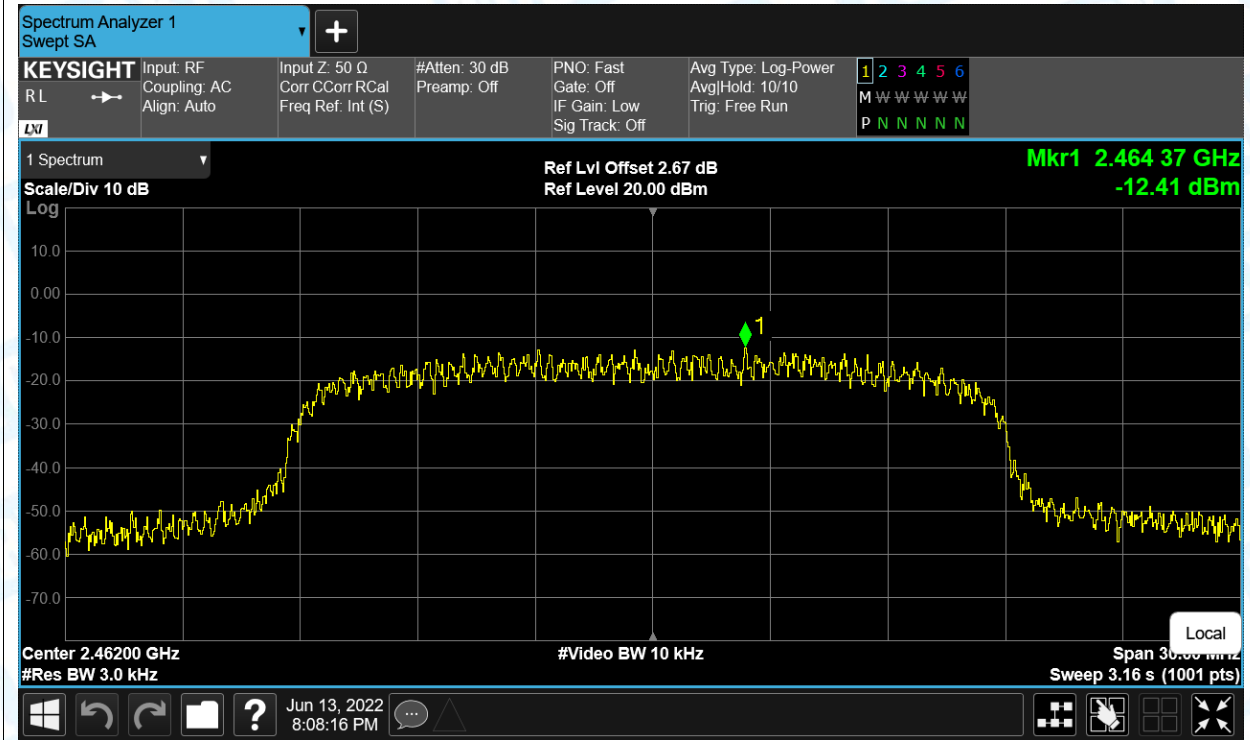 Spectrum Analyzer 1
Swept SA
KEYSIGHT
R L
LXI
Input: RF
Coupling: AC
Align: Auto
Input Z: 50 Ω
Corr CCorr RCal
Freq Ref: Int (S)
#Atten: 30 dB
Preamp: Off
PNO: Fast
Gate: Off
IF Gain: Low
Sig Track: Off
Avg Type: Log-Power
Avg|Hold: 10/10
Trig: Free Run
1 2 3 4 5 6
M W W W W W
P N N N N N
1 Spectrum
Scale/Div 10 dB
Log
Ref Lvl Offset 2.67 dB
Ref Level 20.00 dBm
Mkr1 2.464 37 GHz
-12.41 dBm
10.0
0.00
-10.0
-20.0
-30.0
-40.0
-50.0
-60.0
-70.0
1
Local
Center 2.46200 GHz
#Res BW 3.0 kHz
#Video BW 10 kHz
Span
Sweep 3.16 s (1001 pts)
?
Jun 13, 2022
8:08:16 PM